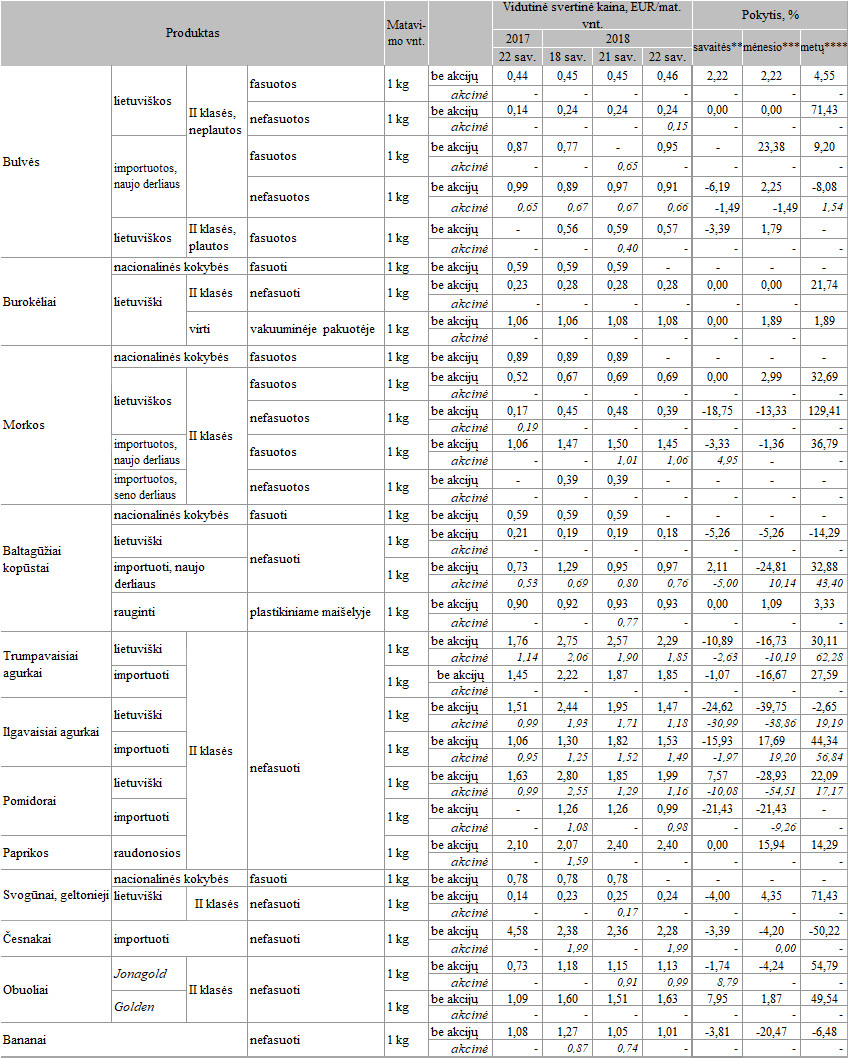 Produktas Matavi-mo vnt. Vidutinė svertinė kaina, EUR/mat. vnt. Pokytis, %
2017 2018 savaitės** mėnesio*** metų****
22 sav. 18 sav. 21 sav. 22 sav.
Bulvės lietuviškos II klasės, neplautos fasuotos 1 kg be akcijų 0,44 0,45 0,45 0,46 2,22 2,22 4,55
akcinė - - - - - - -
nefasuotos 1 kg be akcijų 0,14 0,24 0,24 0,24 0,00 0,00 71,43
akcinė - - - 0,15 - - -
importuotos, naujo derliaus fasuotos 1 kg be akcijų 0,87 0,77 - 0,95 - 23,38 9,20
akcinė - - 0,65 - - - -
nefasuotos 1 kg be akcijų 0,99 0,89 0,97 0,91 -6,19 2,25 -8,08
akcinė 0,65 0,67 0,67 0,66 -1,49 -1,49 1,54
lietuviškos II klasės, plautos fasuotos 1 kg be akcijų - 0,56 0,59 0,57 -3,39 1,79 -
akcinė - - 0,40 - - - -
Burokėliai nacionalinės kokybės fasuoti 1 kg be akcijų 0,59 0,59 0,59 - - - -
lietuviški II klasės nefasuoti 1 kg be akcijų 0,23 0,28 0,28 0,28 0,00 0,00 21,74
akcinė - - - - - - -
virti vakuuminėje pakuotėje 1 kg be akcijų 1,06 1,06 1,08 1,08 0,00 1,89 1,89
akcinė - - - - - - -
Morkos nacionalinės kokybės fasuotos 1 kg be akcijų 0,89 0,89 0,89 - - - -
lietuviškos II klasės fasuotos 1 kg be akcijų 0,52 0,67 0,69 0,69 0,00 2,99 32,69
akcinė - - - - - - -
nefasuotos 1 kg be akcijų 0,17 0,45 0,48 0,39 -18,75 -13,33 129,41
akcinė 0,19 - - - - - -
importuotos, naujo derliaus fasuotos 1 kg be akcijų 1,06 1,47 1,50 1,45 -3,33 -1,36 36,79
akcinė - - 1,01 1,06 4,95 - -
importuotos, seno derliaus nefasuotos 1 kg be akcijų - 0,39 0,39 - - - -
akcinė - - - - - - -
Baltagūžiai kopūstai nacionalinės kokybės fasuoti 1 kg be akcijų 0,59 0,59 0,59 - - - -
lietuviški nefasuoti 1 kg be akcijų 0,21 0,19 0,19 0,18 -5,26 -5,26 -14,29
akcinė - - - - - - -
importuoti, naujo derliaus 1 kg be akcijų 0,73 1,29 0,95 0,97 2,11 -24,81 32,88
akcinė 0,53 0,69 0,80 0,76 -5,00 10,14 43,40
rauginti plastikiniame maišelyje 1 kg be akcijų 0,90 0,92 0,93 0,93 0,00 1,09 3,33
akcinė - - 0,77 - - - -
Trumpavaisiai agurkai lietuviški II klasės nefasuoti 1 kg be akcijų 1,76 2,75 2,57 2,29 -10,89 -16,73 30,11
akcinė 1,14 2,06 1,90 1,85 -2,63 -10,19 62,28
importuoti 1 kg be akcijų 1,45 2,22 1,87 1,85 -1,07 -16,67 27,59
akcinė - - - - - - -
Ilgavaisiai agurkai lietuviški 1 kg be akcijų 1,51 2,44 1,95 1,47 -24,62 -39,75 -2,65
akcinė 0,99 1,93 1,71 1,18 -30,99 -38,86 19,19
importuoti 1 kg be akcijų 1,06 1,30 1,82 1,53 -15,93 17,69 44,34
akcinė 0,95 1,25 1,52 1,49 -1,97 19,20 56,84
Pomidorai lietuviški 1 kg be akcijų 1,63 2,80 1,85 1,99 7,57 -28,93 22,09
akcinė 0,99 2,55 1,29 1,16 -10,08 -54,51 17,17
importuoti 1 kg be akcijų - 1,26 1,26 0,99 -21,43 -21,43 -
akcinė - 1,08 - 0,98 - -9,26 -
Paprikos raudonosios 1 kg be akcijų 2,10 2,07 2,40 2,40 0,00 15,94 14,29
akcinė - 1,59 - - - - -
Svogūnai, geltonieji nacionalinės kokybės fasuoti 1 kg be akcijų 0,78 0,78 0,78 - - - -
lietuviški II klasės nefasuoti 1 kg be akcijų 0,14 0,23 0,25 0,24 -4,00 4,35 71,43
akcinė - - 0,17 - - - -
Česnakai importuoti nefasuoti 1 kg be akcijų 4,58 2,38 2,36 2,28 -3,39 -4,20 -50,22
akcinė - 1,99 - 1,99 - 0,00 -
Obuoliai Jonagold II klasės nefasuoti 1 kg be akcijų 0,73 1,18 1,15 1,13 -1,74 -4,24 54,79
akcinė - - 0,91 0,99 8,79 - -
Golden 1 kg be akcijų 1,09 1,60 1,51 1,63 7,95 1,87 49,54
akcinė - - - - - - -
Bananai nefasuoti 1 kg be akcijų 1,08 1,27 1,05 1,01 -3,81 -20,47 -6,48
akcinė - 0,87 0,74 - - - -